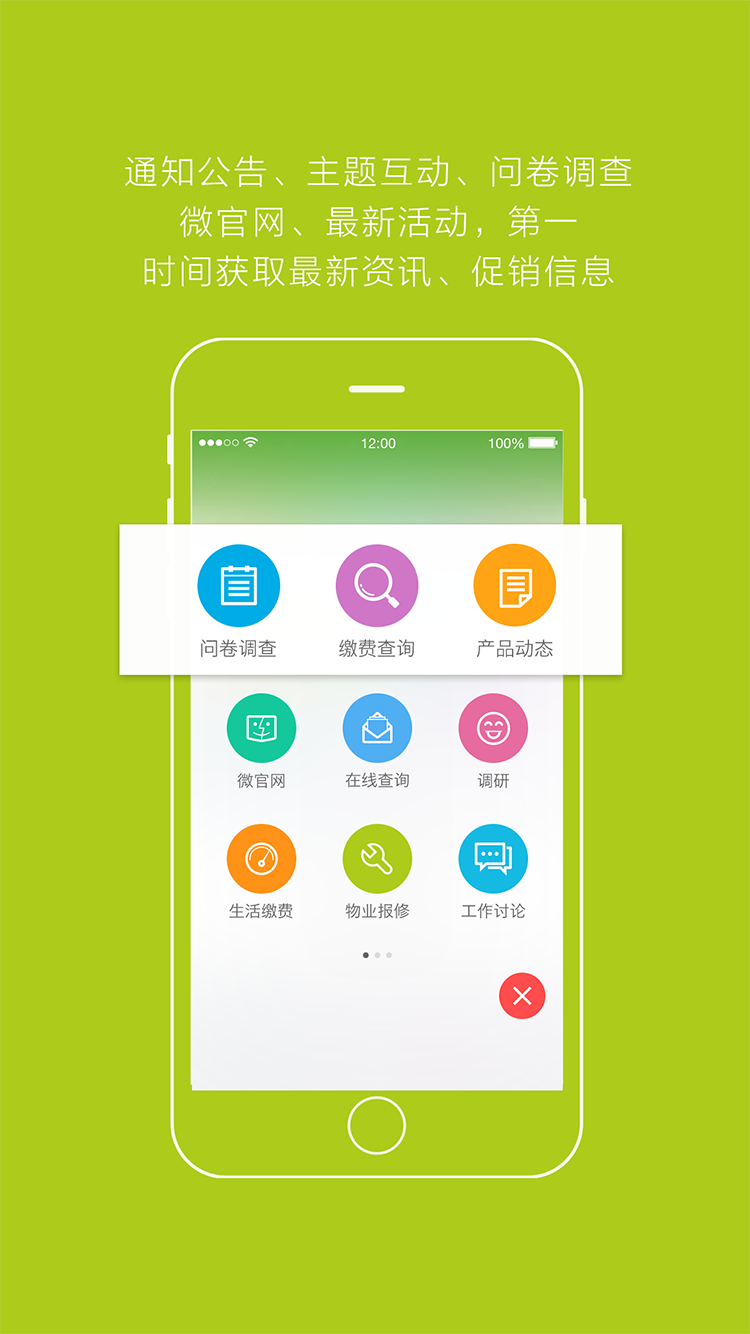 通知公告、主题互动、问卷调查
微官网、最新活动，第一
时间获取最新资讯、促销信息
12:00
100%
问卷调查 缴费查询 产品动态
微官网 在线查询 调研
生活缴费 物业报修 工作讨论